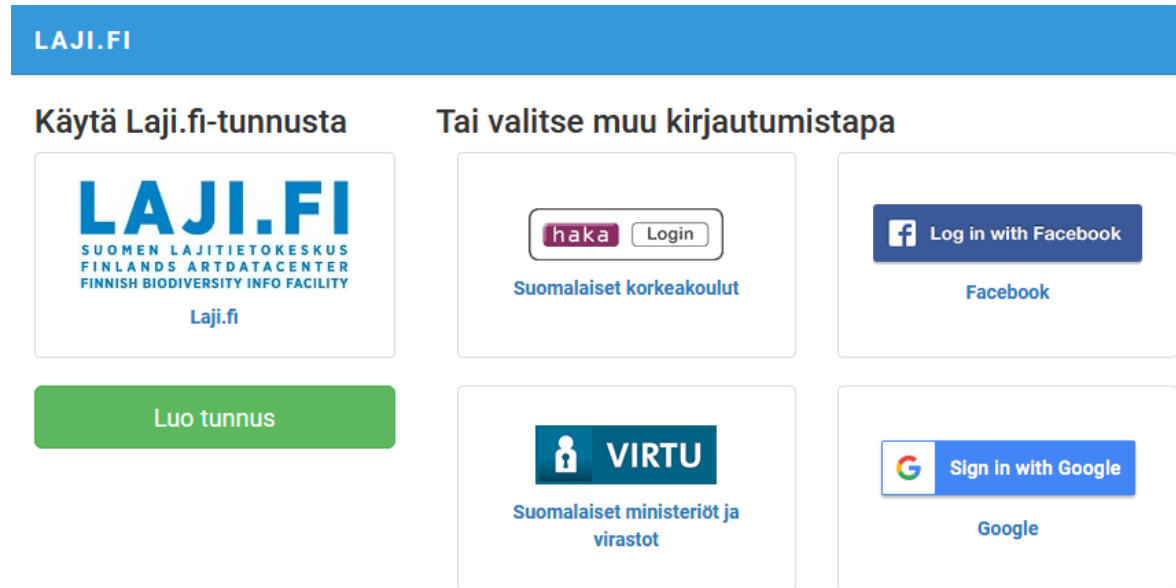 LAJI.FI
Käytä Laji.fi-tunnusta
LAJI.FI
SUOMEN LAJITIETOKESKUS
FINLANDS ARTDATACENTER
FINNISH BIODIVERSITY INFO FACILITY
Laji.fi
Luo tunnus
Tai valitse muu kirjautumistapa
haka Login
Suomalaiset korkeakoulut
Log in with Facebook
Facebook
VIRTU
Suomalaiset ministeriöt ja
virastot
Sign in with Google
Google